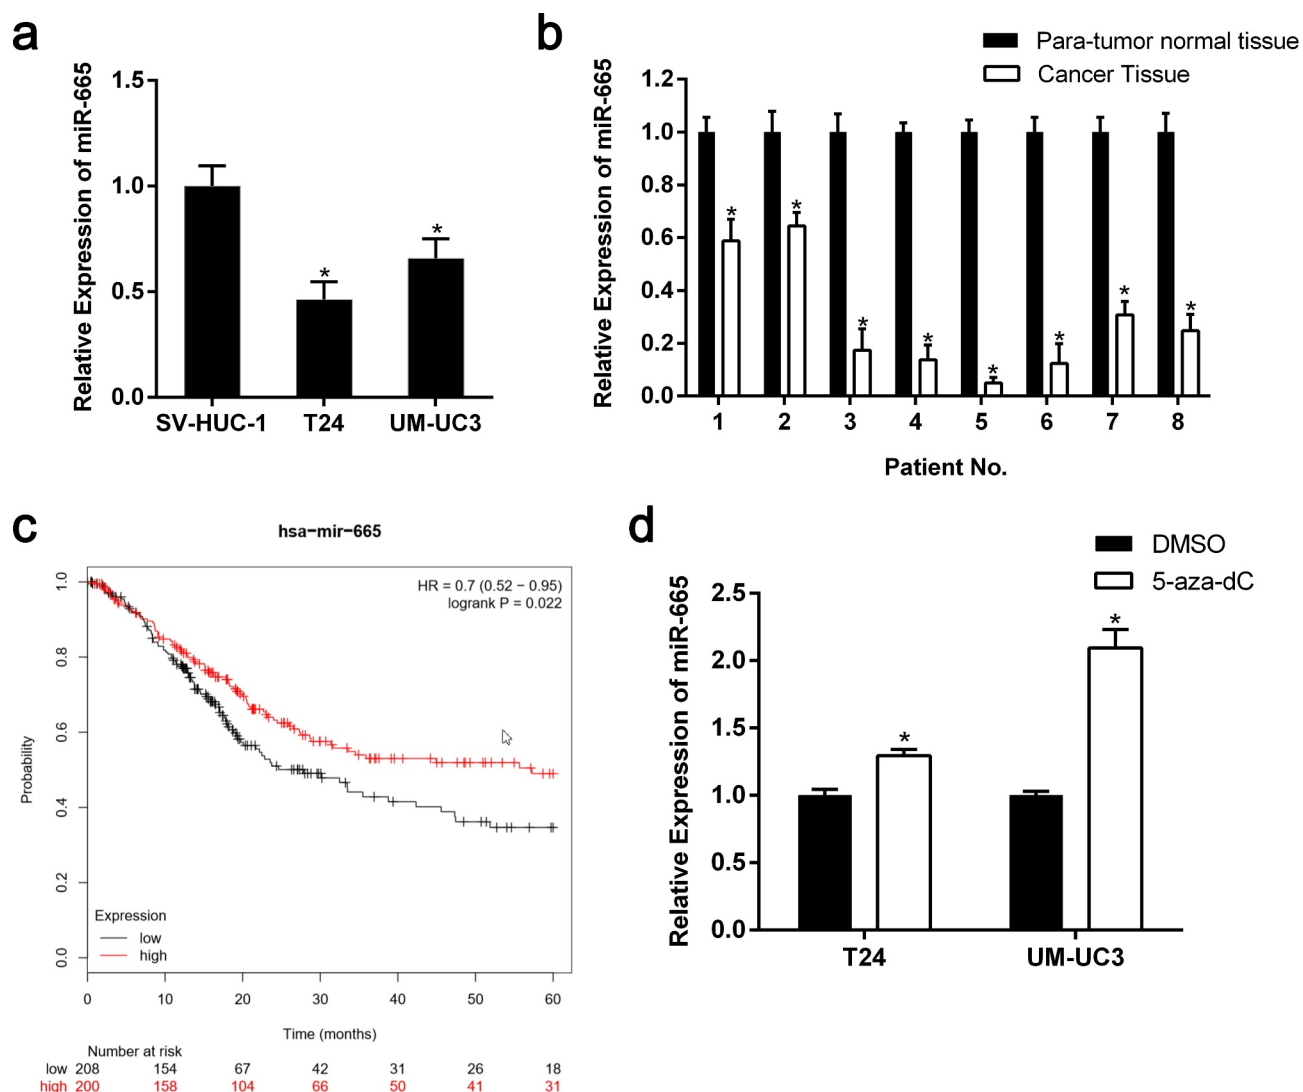 a
Relative Expression of miR-665
1.5
1.0
0.5
0.0
*
*
SV-HUC-1 T24 UM-UC3
b
Para-tumor normal tissue
Cancer Tissue
Relative Expression of miR-665
1.2
1.0
0.8
0.6
0.4
0.2
0.0
* * * * * * * *
1 2 3 4 5 6 7 8
Patient No.
c
hsa-mir-665
HR = 0.7 (0.52 − 0.95)
logrank P = 0.022
Probability
1.0
0.8
0.6
0.4
0.2
0.0
Expression
low
high
0 10 20 30 40 50 60
Time (months)
Number at risk
low 208 154 67 42 31 26 18
high 200 158 104 66 50 41 31
d
DMSO
5-aza-dC
Relative Expression of miR-665
2.5
2.0
1.5
1.0
0.5
0.0
* *
T24 UM-UC3